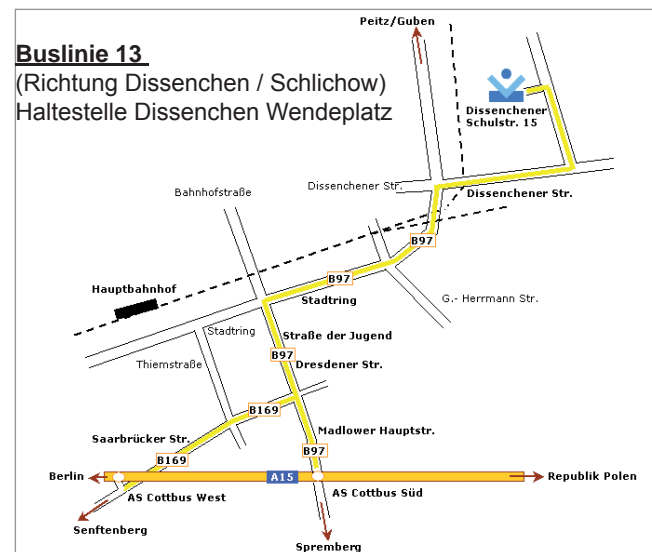 Buslinie 13
(Richtung Dissenchen / Schlichow)
Haltestelle Dissenchen Wendeplatz
Peitz/Guben
Dissenchener
Schulstr. 15
Bahnhofstraße
Dissenchener Str.
Dissenchener Str.
B97
B97
Hauptbahnhof
Stadtring
G.- Herrmann Str.
Stadtring
Straße der Jugend
B97
Thiemstraße
Dresdener Str.
B169
Saarbrücker Str.
Madlower Hauptstr.
B97
B169
Berlin
A15
Republik Polen
AS Cottbus West
AS Cottbus Süd
Senftenberg
Spremberg